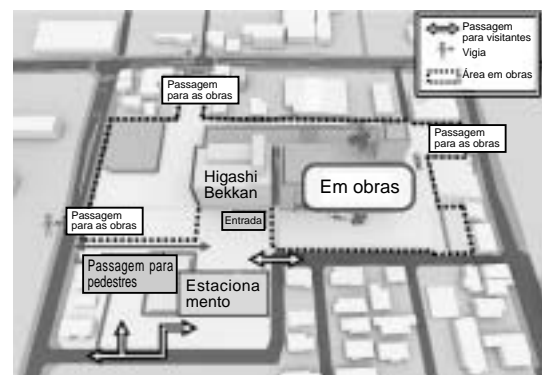 Passagem
para visitantes
Vigia
Área em obras
Passagem
para as obras
Passagem
para as obras
Higashi
Bekkan
Em obras
Entrada
Passagem
para as obras
Passagem para
pedestres
Estaciona
mento